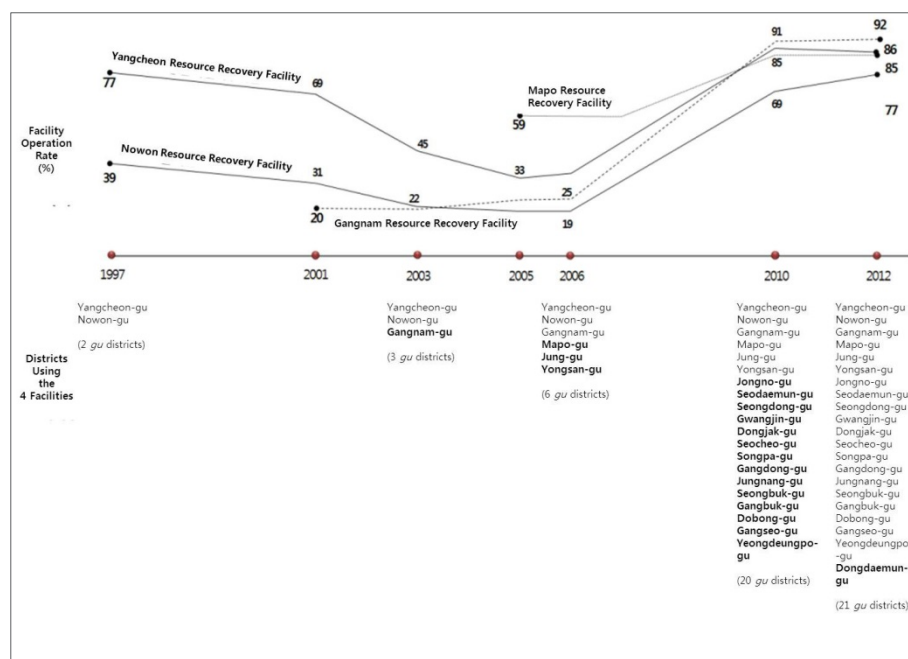 91
92
Yangcheon Resource Recovery Facility
86
77
69
85
85
Mapo Resource
Recovery Facility
69
77
59
Facility
Operation
Rate
(%)
45
Nowon Resource Recovery Facility
33
39
31
22
25
20
Gangnam Resource Recovery Facility
19
1997
2001
2003
2005
2006
2010
2012
Districts
Using
the
4 Facilities
Yangcheon-gu
Nowon-gu
(2 gu districts)
Yangcheon-gu
Nowon-gu
Gangnam-gu
(3 gu districts)
Yangcheon-gu
Nowon-gu
Gangnam-gu
Mapo-gu
Jung-gu
Yongsan-gu
(6 gu districts)
Yangcheon-gu
Nowon-gu
Gangnam-gu
Mapo-gu
Jung-gu
Yongsan-gu
Jongno-gu
Seodaemun-gu
Seongdong-gu
Gwangjin-gu
Dongjak-gu
Seocheo-gu
Songpa-gu
Gangdong-gu
Jungnang-gu
Seongbuk-gu
Gangbuk-gu
Dobong-gu
Gangseo-gu
Yeongdeungpo-
gu
(20 gu districts)
Yangcheon-gu
Nowon-gu
Gangnam-gu
Mapo-gu
Jung-gu
Yongsan-gu
Jongno-gu
Seodaemun-gu
Seongdong-gu
Gwangjin-gu
Dongjak-gu
Seocheo-gu
Songpa-gu
Gangdong-gu
Jungnang-gu
Seongbuk-gu
Gangbuk-gu
Dobong-gu
Gangseo-gu
Yeongdeungpo
-gu
Dongdaemun-
gu
(21 gu districts)